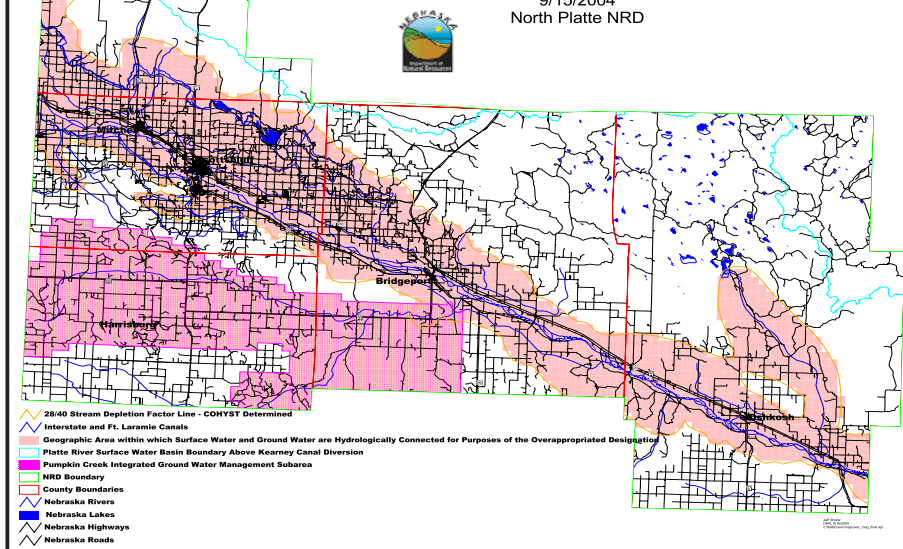 9/15/2004
North Platte NRD
NEBRASKA
Department of
Natural Resources
Bridgeport
Harrisburg
28/40 Stream Depletion Factor Line - COHYST Determined
Interstate and Ft. Laramie Canals
Geographic Area within which Surface Water and Ground Water are Hydrologically Connected for Purposes of the Overappropriated Designation
Platte River Surface Water Basin Boundary Above Kearney Canal Diversion
Pumpkin Creek Integrated Ground Water Management Subarea
NRD Boundary
County Boundaries
Nebraska Rivers
Nebraska Lakes
Nebraska Highways
Nebraska Roads